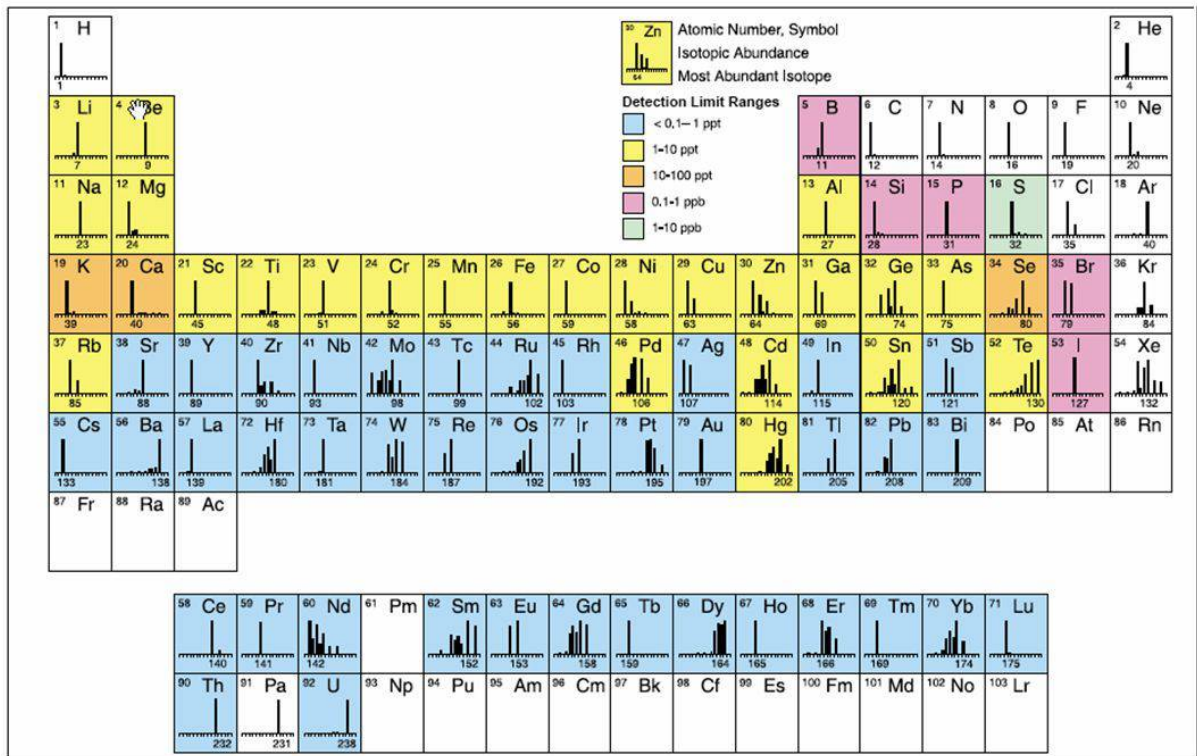 1 H
1
30 Zn Atomic Number, Symbol
Isotopic Abundance
64 Most Abundant Isotope
2 He
4
Detection Limit Ranges
< 0.1– 1 ppt
1-10 ppt
10-100 ppt
0.1-1 ppb
1-10 ppb
3 Li 4 Be 5 B 6 C 7 N 8 O 9 F 10 Ne
7 9 11 12 14 16 19 20
11 Na 12 Mg 13 Al 14 Si 15 P 16 S 17 Cl 18 Ar
23 24 27 28 31 32 35 40
19 K 20 Ca 21 Sc 22 Ti 23 V 24 Cr 25 Mn 26 Fe 27 Co 28 Ni 29 Cu 30 Zn 31 Ga 32 Ge 33 As 34 Se 35 Br 36 Kr
39 40 45 48 51 52 55 56 59 58 63 64 69 74 75 80 79 84
37 Rb 38 Sr 39 Y 40 Zr 41 Nb 42 Mo 43 Tc 44 Ru 45 Rh 46 Pd 47 Ag 48 Cd 49 In 50 Sn 51 Sb 52 Te 53 I 54 Xe
85 88 89 90 93 98 99 102 103 106 107 114 115 120 121 130 127 132
55 Cs 56 Ba 57 La 72 Hf 73 Ta 74 W 75 Re 76 Os 77 Ir 78 Pt 79 Au 80 Hg 81 Tl 82 Pb 83 Bi 84 Po 85 At 86 Rn
133 138 139 180 181 184 187 192 193 195 197 202 205 208 209
87 Fr 88 Ra 89 Ac
58 Ce 59 Pr 60 Nd 61 Pm 62 Sm 63 Eu 64 Gd 65 Tb 66 Dy 67 Ho 68 Er 69 Tm 70 Yb 71 Lu
140 141 142 152 153 158 159 164 165 166 169 174 175
90 Th 91 Pa 92 U 93 Np 94 Pu 95 Am 96 Cm 97 Bk 98 Cf 99 Es 100 Fm 101 Md 102 No 103 Lr
232 231 238